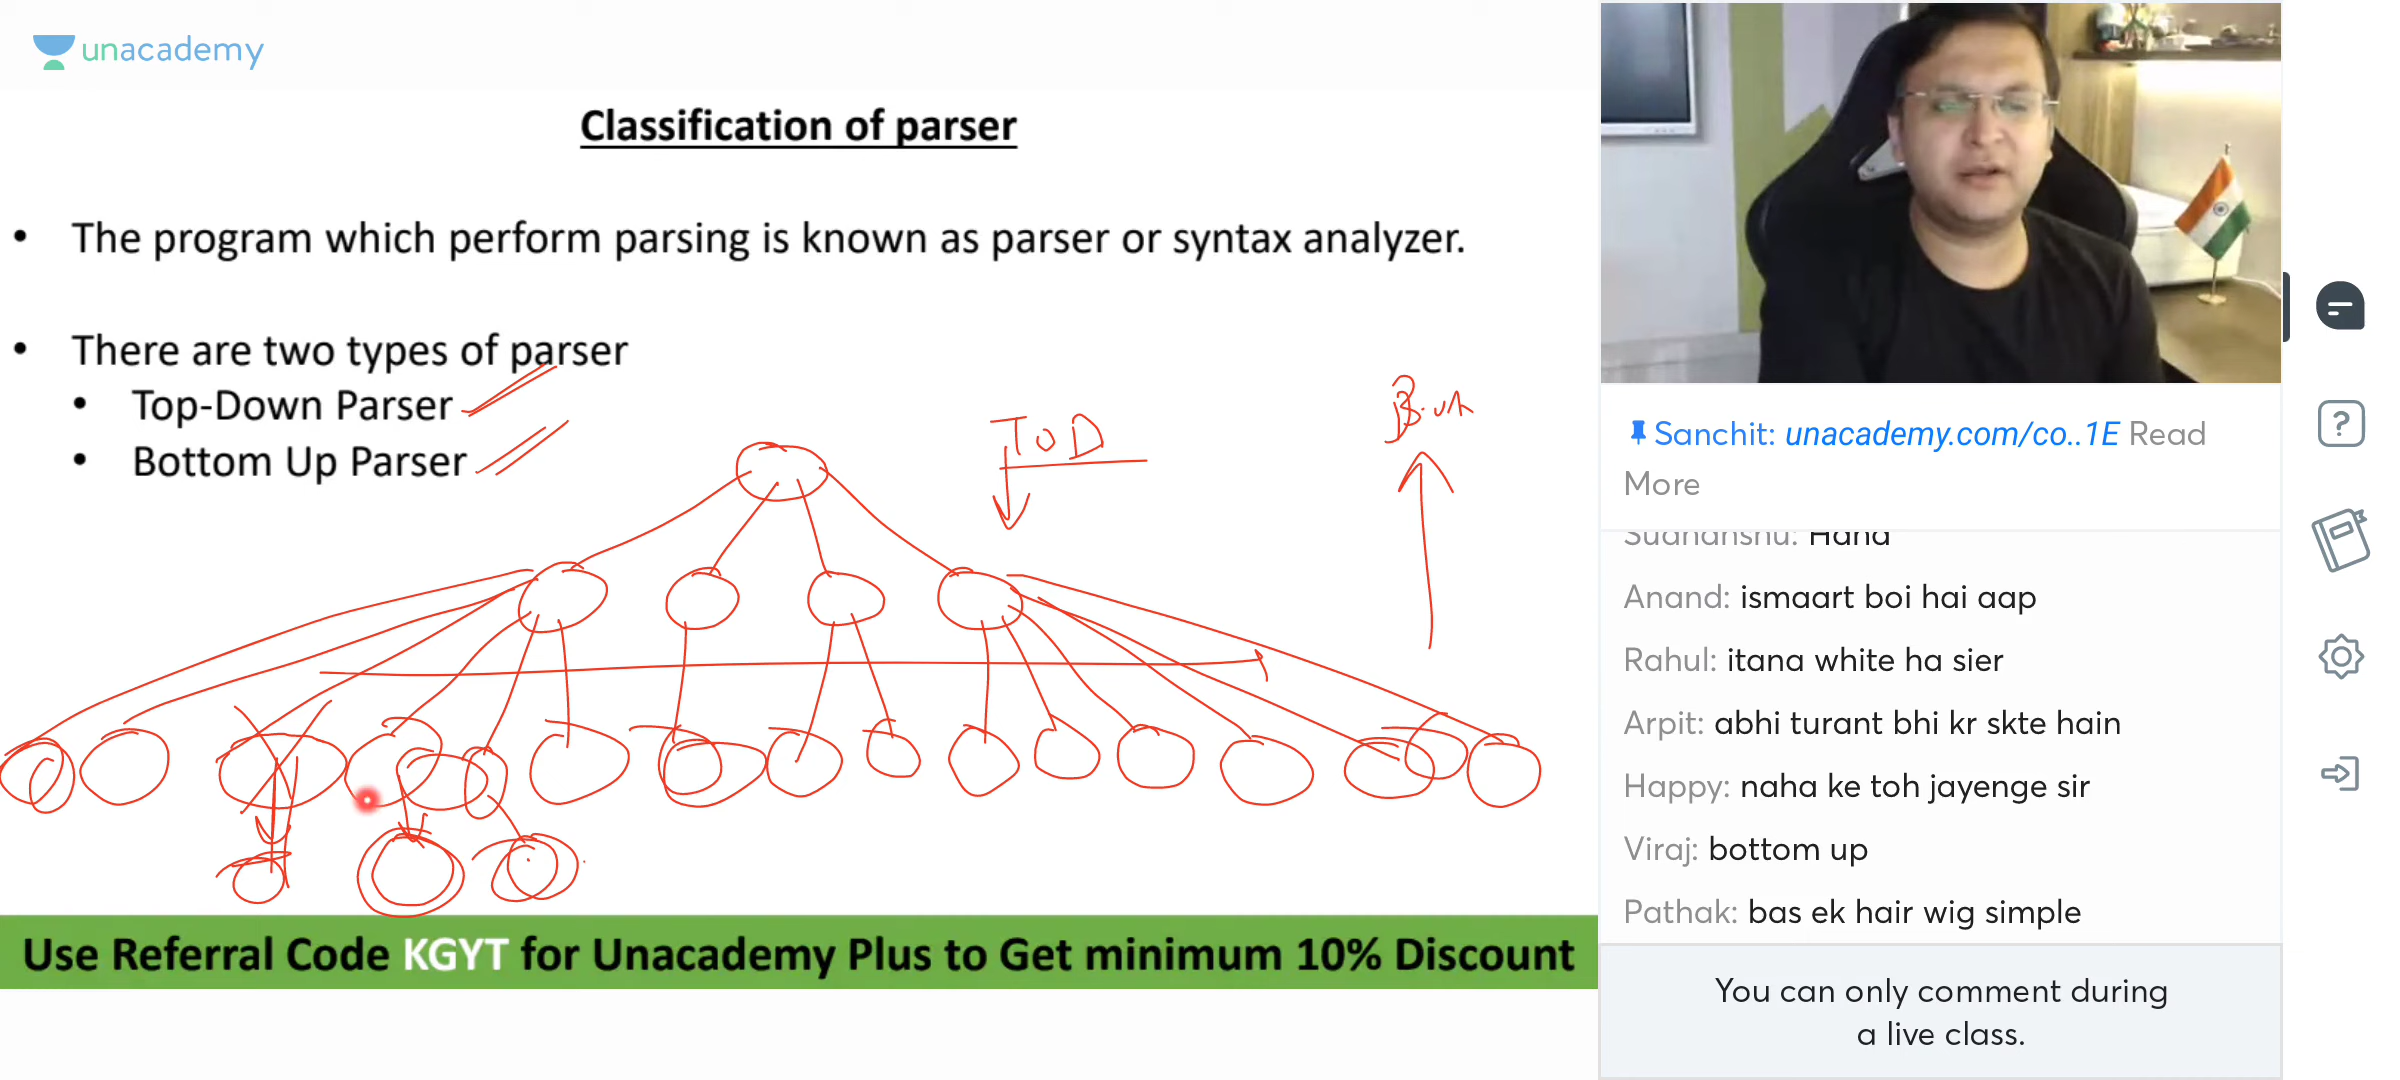 unacademy
Classification of parser
• The program which perform parsing is known as parser or syntax analyzer.
• There are two types of parser
• Top-Down Parser
• Bottom Up Parser
TOD
Use Referral Code KGYT for Unacademy Plus to Get minimum 10% Discount
Sanchit: unacademy.com/co..1E Read
More
Anand: ismaart boi hai aap
Rahul: itana white ha sier
Arpit: abhi turant bhi kr skte hain
Happy: naha ke toh jayenge sir
Viraj: bottom up
Pathak: bas ek hair wig simple
You can only comment during
a live class.